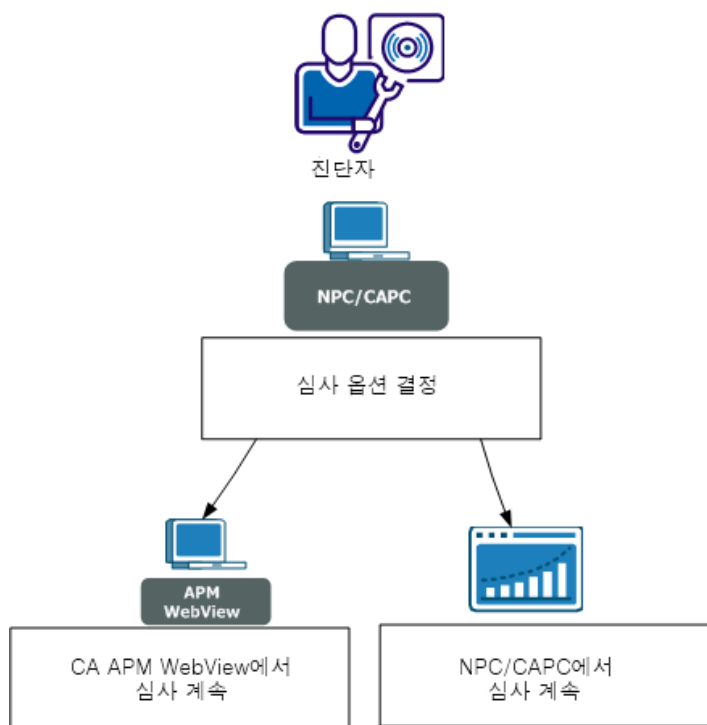 진단자
NPC/CAPC
심사 옵션 결정
APM
WebView
CA APM WebView에서
심사 계속
NPC/CAPC에서
심사 계속